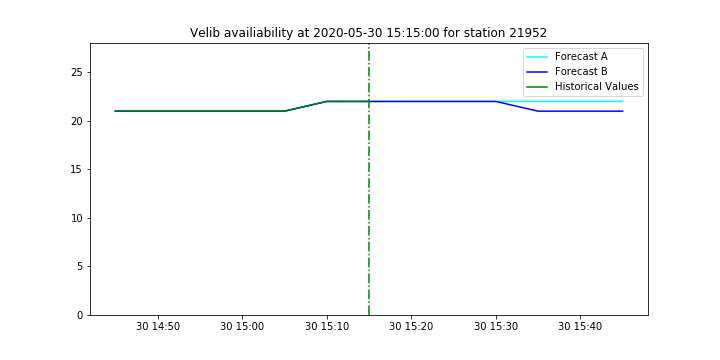 Velib availiability at 2020-05-30 15:15:00 for station 21952
Forecast A
Forecast B
Historical Values
25
20
15
10
5
0
30 14:50 30 15:00 30 15:10 30 15:20 30 15:30 30 15:40